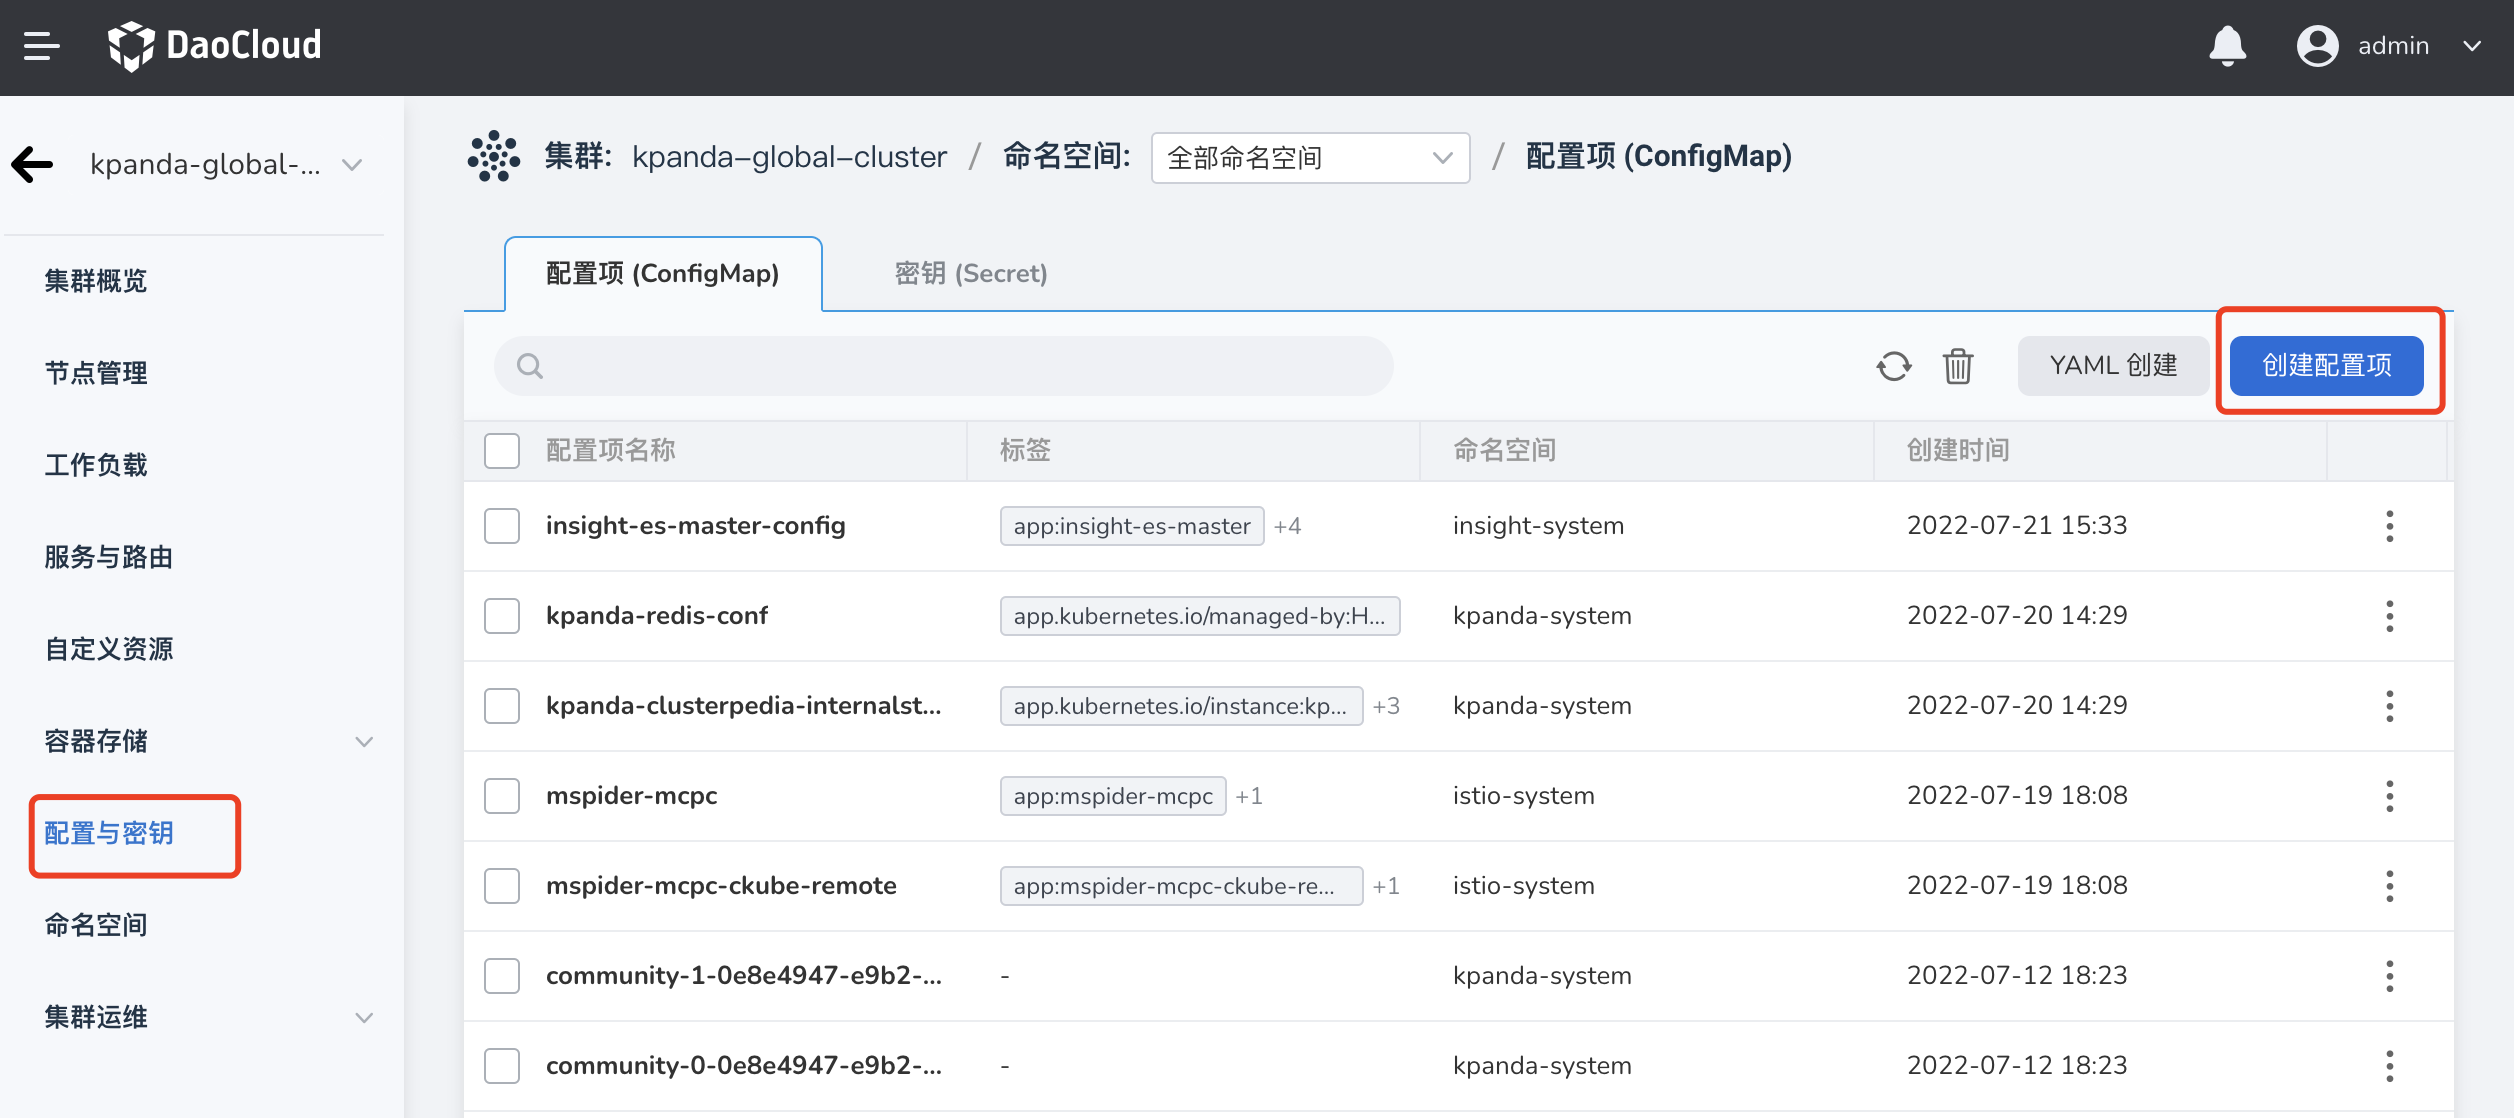 DaoCloud
admin
kpanda-global-...
集群: kpanda-global-cluster / 命名空间: 全部命名空间 / 配置项 (ConfigMap)
集群概览
节点管理
工作负载
服务与路由
自定义资源
容器存储
配置与密钥
命名空间
集群运维
配置项 (ConfigMap)
密钥 (Secret)
YAML 创建
创建配置项
配置项名称 标签 命名空间 创建时间
insight-es-master-config app:insight-es-master +4 insight-system 2022-07-21 15:33
kpanda-redis-conf app.kubernetes.io/managed-by:H... kpanda-system 2022-07-20 14:29
kpanda-clusterpedia-internalst... app.kubernetes.io/instance:kp... +3 kpanda-system 2022-07-20 14:29
mspider-mcpc app:mspider-mcpc +1 istio-system 2022-07-19 18:08
mspider-mcpc-ckube-remote app:mspider-mcpc-ckube-re... +1 istio-system 2022-07-19 18:08
community-1-0e8e4947-e9b2-... - kpanda-system 2022-07-12 18:23
community-0-0e8e4947-e9b2-... - kpanda-system 2022-07-12 18:23